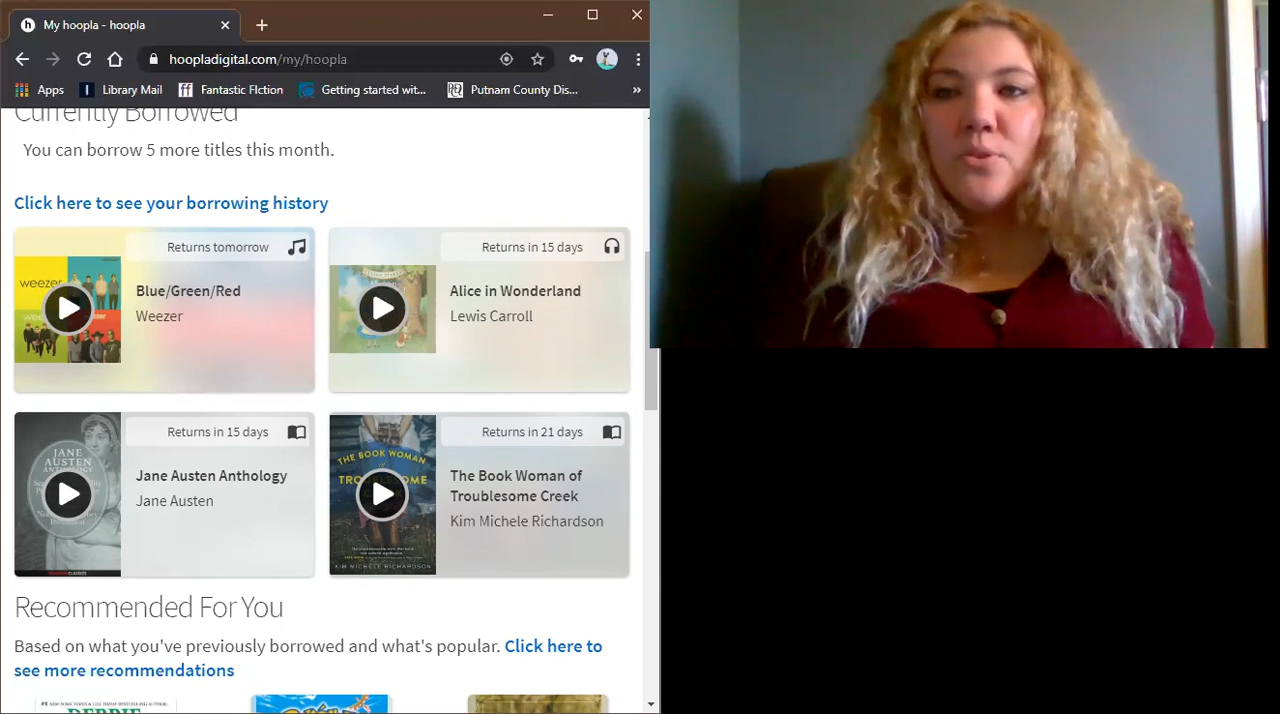 My hoopla - hoopla
hoopladigital.com/my/hoopla
Apps Library Mail Fantastic FIction Getting started wit... Putnam County Dis... »
Currently Borrowed
You can borrow 5 more titles this month.
Click here to see your borrowing history
Returns tomorrow
weezer
Blue/Green/Red
Weezer
Returns in 15 days
Alice in Wonderland
Lewis Carroll
Returns in 15 days
JANE
AUSTEN
ANTHOLOGY
Jane Austen Anthology
Jane Austen
Returns in 21 days
THE BOOK WOMAN
of
TROUBLESOME
CREEK
KIM MICHELE RICHARDSON
The Book Woman of
Troublesome Creek
Kim Michele Richardson
Recommended For You
Based on what you've previously borrowed and what's popular. Click here to
see more recommendations
DEBBIE